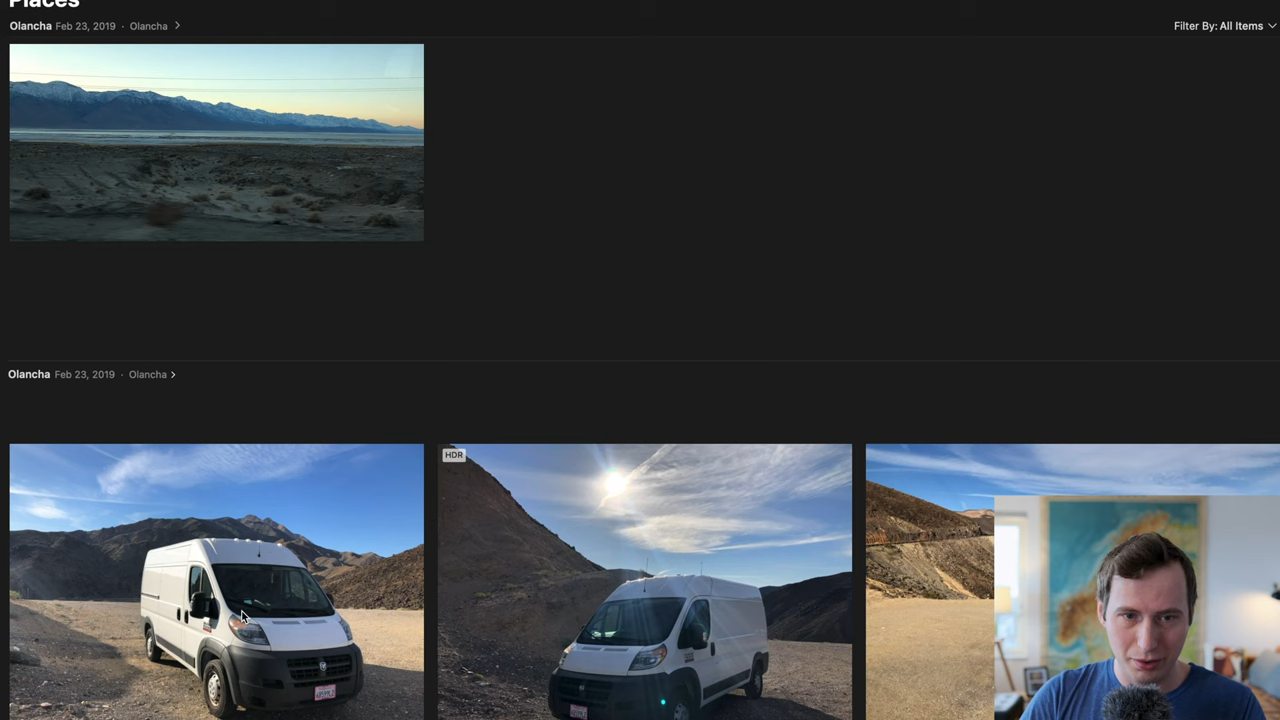 Places
Olancha Feb 23, 2019 · Olancha >
Filter By: All Items
Olancha Feb 23, 2019 · Olancha >
HDR